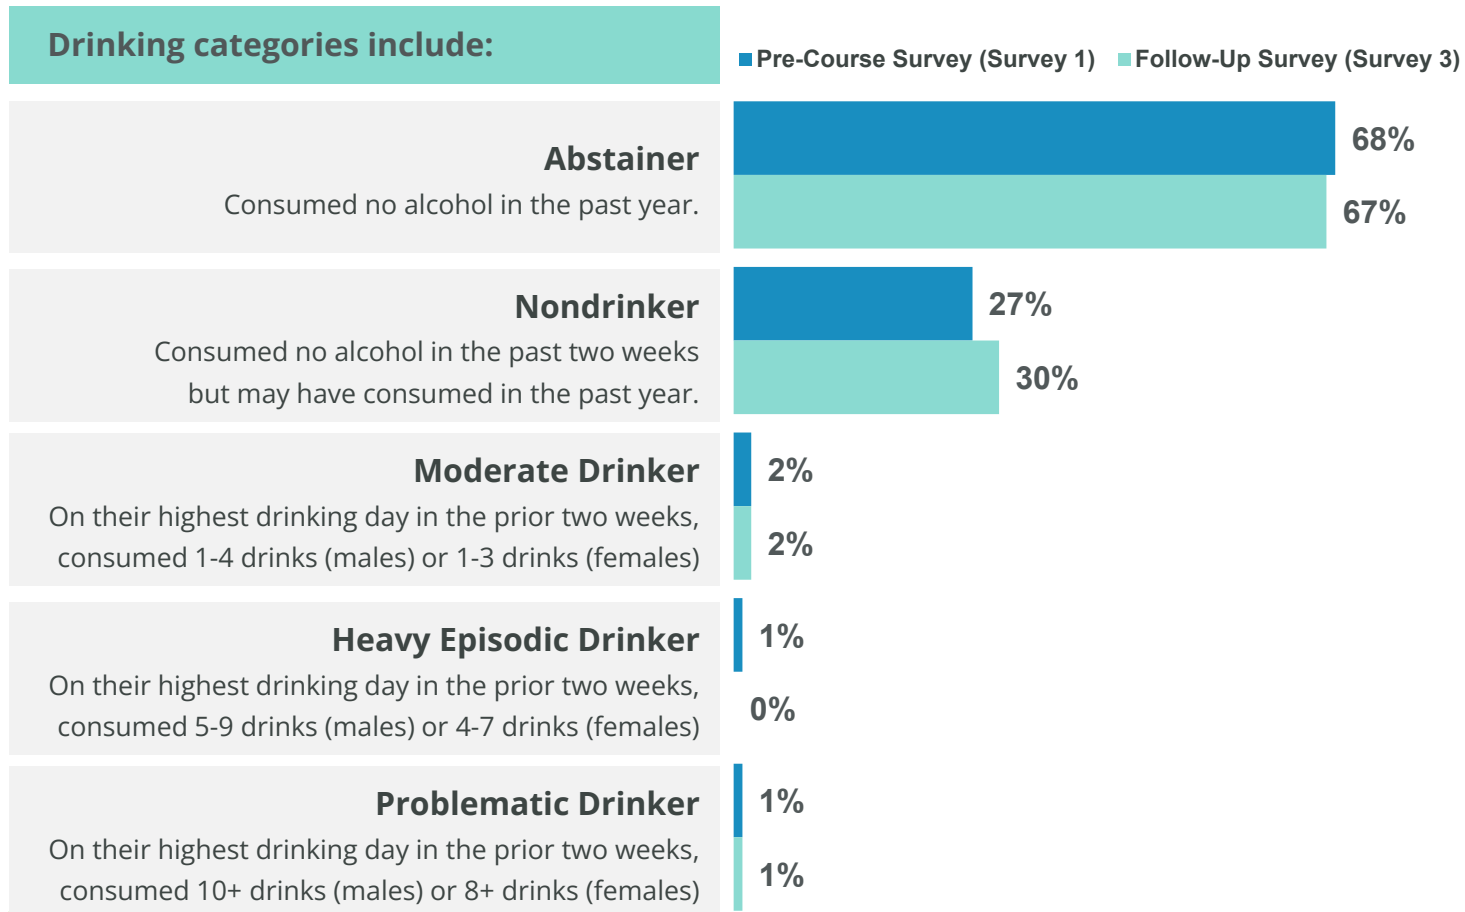 Drinking categories include:
Pre-Course Survey (Survey 1) Follow-Up Survey (Survey 3)
Abstainer
Consumed no alcohol in the past year.
68%
67%
Nondrinker
Consumed no alcohol in the past two weeks
but may have consumed in the past year.
27%
30%
Moderate Drinker
On their highest drinking day in the prior two weeks,
consumed 1-4 drinks (males) or 1-3 drinks (females)
2%
2%
Heavy Episodic Drinker
On their highest drinking day in the prior two weeks,
consumed 5-9 drinks (males) or 4-7 drinks (females)
1%
0%
Problematic Drinker
On their highest drinking day in the prior two weeks,
consumed 10+ drinks (males) or 8+ drinks (females)
1%
1%